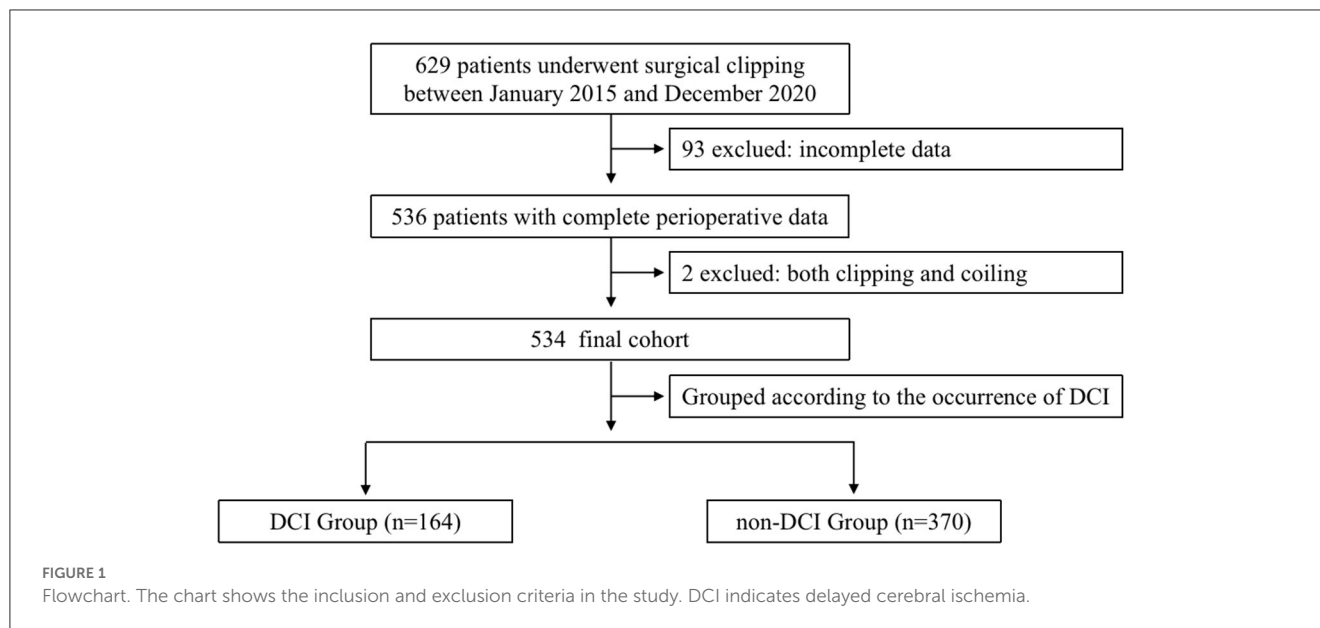 629 patients underwent surgical clipping
between January 2015 and December 2020
93 exclued: incomplete data
536 patients with complete perioperative data
2 exclued: both clipping and coiling
534 final cohort
Grouped according to the occurrence of DCI
DCI Group (n=164)
non-DCI Group (n=370)
FIGURE 1
Flowchart. The chart shows the inclusion and exclusion criteria in the study. DCI indicates delayed cerebral ischemia.